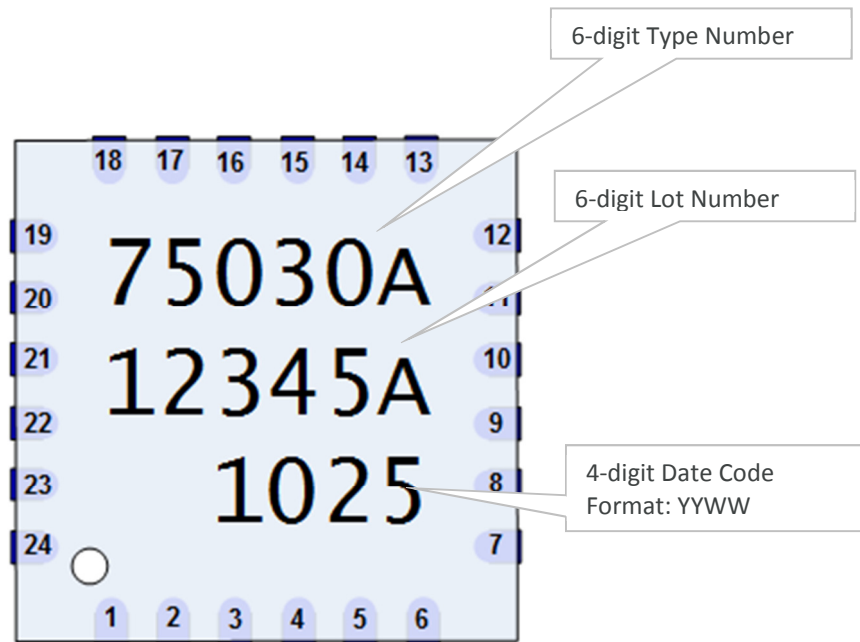 6-digit Type Number
18 17 16 15 14 13
6-digit Lot Number
19 75030A 12
20 11
21 12345A 10
22 9
23 1025 8
4-digit Date Code
Format: YYWW
24 7
1 2 3 4 5 6